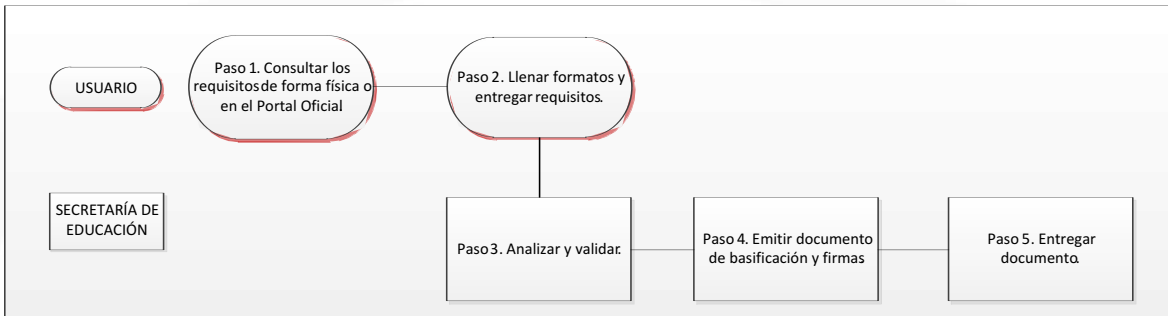 USUARIO
Paso 1. Consultar los
requisitos de forma física o
en el Portal Oficial
Paso 2. Llenar formatos y
entregar requisitos.
SECRETARÍA DE
EDUCACIÓN
Paso 3. Analizar y validar.
Paso 4. Emitir documento
de basificación y firmas
Paso 5. Entregar
documento.